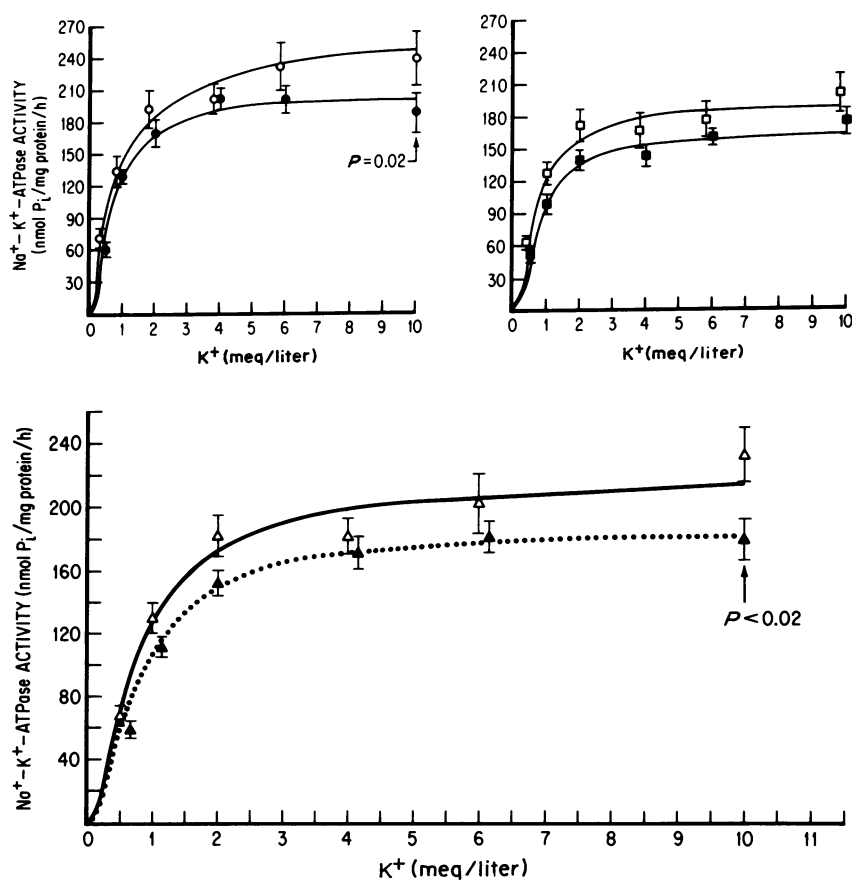 Na⁺–K⁺–ATPase ACTIVITY
(nmol Pᵢ/mg protein/h)
270
240
210
180
150
120
90
60
30
0 1 2 3 4 5 6 7 8 9 10
K⁺ (meq/liter)
P = 0.02
270
240
210
180
150
120
90
60
30
0 1 2 3 4 5 6 7 8 9 10
K⁺ (meq/liter)
Na⁺–K⁺–ATPase ACTIVITY (nmol Pᵢ/mg protein/h)
240
200
160
120
80
40
0 1 2 3 4 5 6 7 8 9 10 11
K⁺ (meq/liter)
P < 0.02